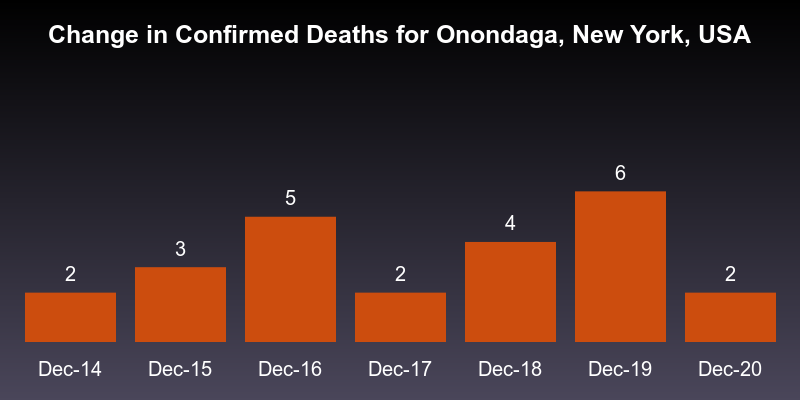 Change in Confirmed Deaths for Onondaga, New York, USA
2 3 5 2 4 6 2
Dec-14 Dec-15 Dec-16 Dec-17 Dec-18 Dec-19 Dec-20